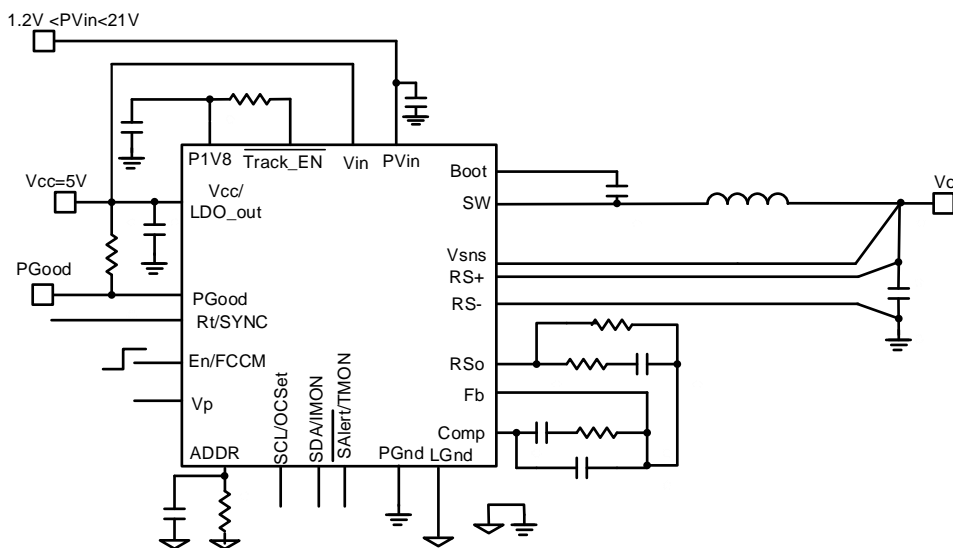 1.2V <PVin<21V
P1V8
Track_EN
Vin
PVin
Boot
Vcc=5V
Vcc/
LDO_out
SW
Vo
Vsns
RS+
PGood
PGood
RS-
Rt/SYNC
En/FCCM
RSo
Vp
Fb
Comp
ADDR
SCL/OCSet
SDA/IMON
SAlert/TMON
PGnd
LGnd